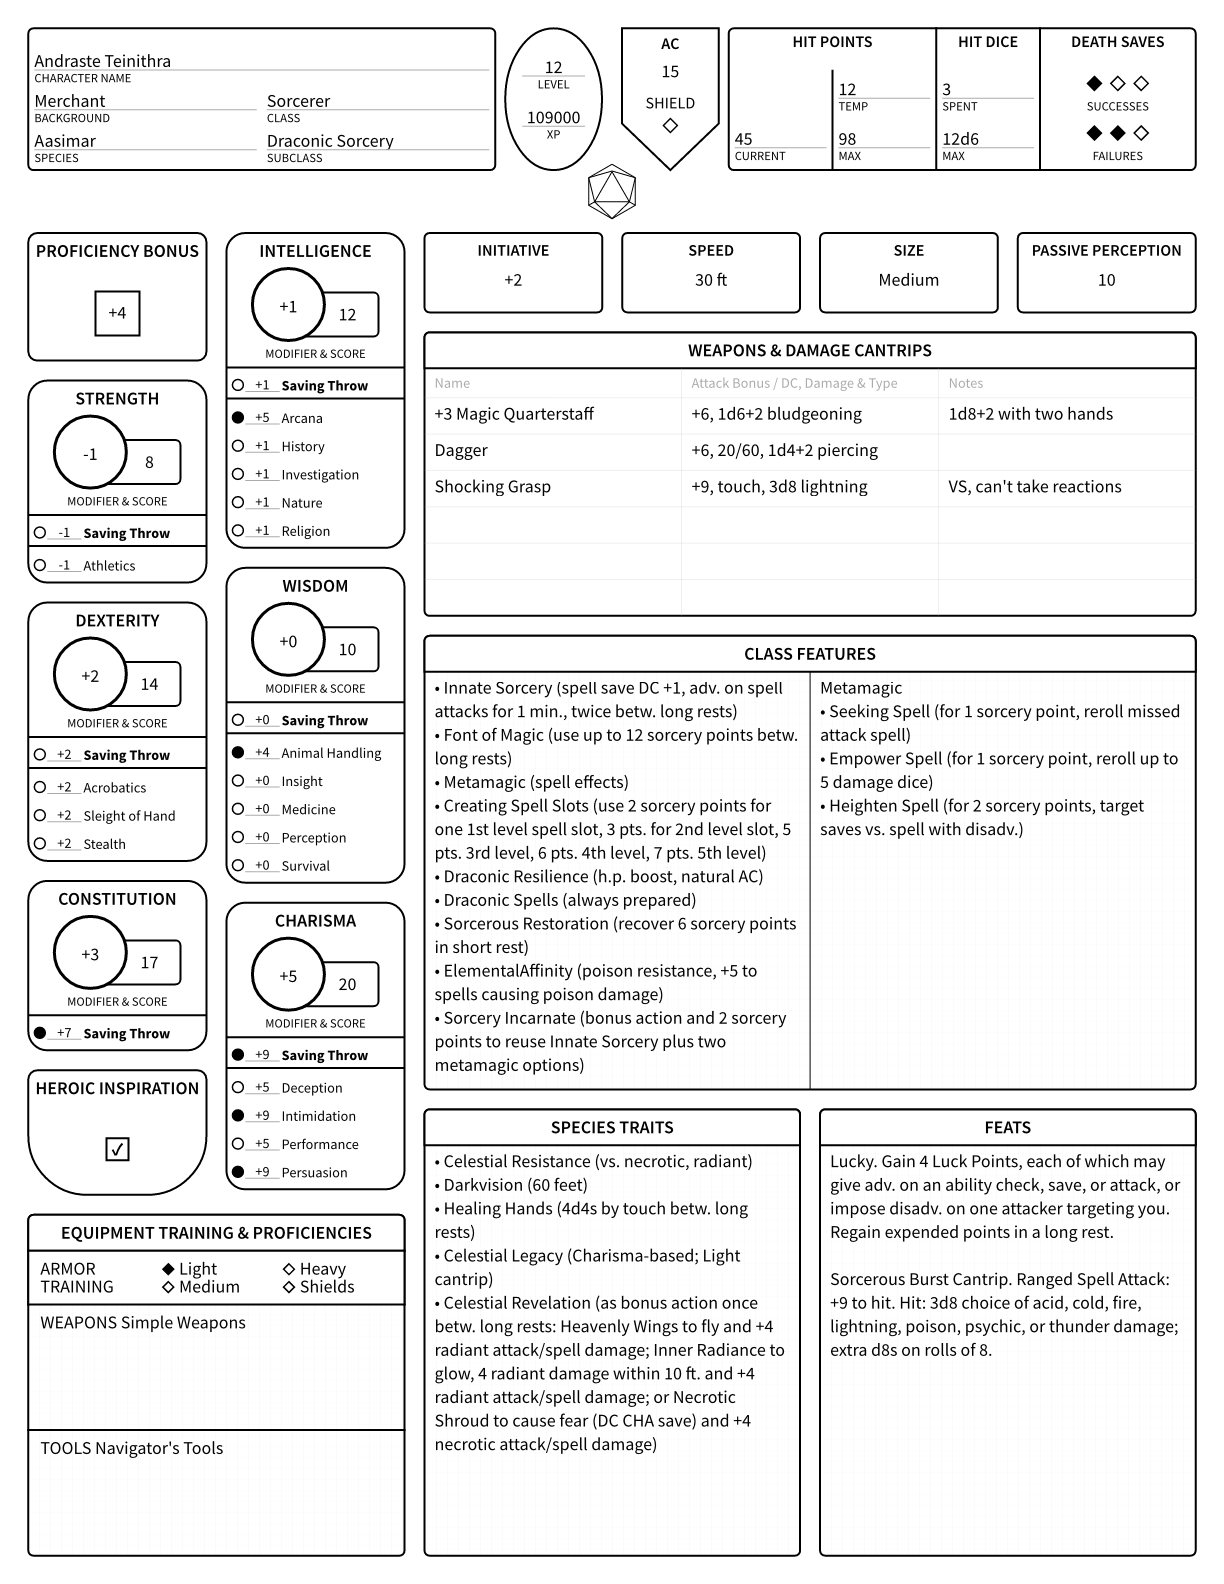 Andraste Teinithra
CHARACTER NAME
Merchant
BACKGROUND
Sorcerer
CLASS
Aasimar
SPECIES
Draconic Sorcery
SUBCLASS
12
LEVEL
109000
XP
AC
15
SHIELD
HIT POINTS
45
CURRENT
12
TEMP
98
MAX
HIT DICE
3
SPENT
12d6
MAX
DEATH SAVES
SUCCESSES
FAILURES
PROFICIENCY BONUS
+4
STRENGTH
-1
8
MODIFIER & SCORE
-1 Saving Throw
-1 Athletics
DEXTERITY
+2
14
MODIFIER & SCORE
+2 Saving Throw
+2 Acrobatics
+2 Sleight of Hand
+2 Stealth
CONSTITUTION
+3
17
MODIFIER & SCORE
+7 Saving Throw
HEROIC INSPIRATION
✓
INTELLIGENCE
+1
12
MODIFIER & SCORE
+1 Saving Throw
+5 Arcana
+1 History
+1 Investigation
+1 Nature
+1 Religion
WISDOM
+0
10
MODIFIER & SCORE
+0 Saving Throw
+4 Animal Handling
+0 Insight
+0 Medicine
+0 Perception
+0 Survival
CHARISMA
+5
20
MODIFIER & SCORE
+9 Saving Throw
+5 Deception
+9 Intimidation
+5 Performance
+9 Persuasion
EQUIPMENT TRAINING & PROFICIENCIES
ARMOR TRAINING
Light
Medium
Heavy
Shields
WEAPONS Simple Weapons
TOOLS Navigator's Tools
INITIATIVE
+2
SPEED
30 ft
SIZE
Medium
PASSIVE PERCEPTION
10
WEAPONS & DAMAGE CANTRIPS
Name Attack Bonus / DC, Damage & Type Notes
+3 Magic Quarterstaff +6, 1d6+2 bludgeoning 1d8+2 with two hands
Dagger +6, 20/60, 1d4+2 piercing
Shocking Grasp +9, touch, 3d8 lightning VS, can't take reactions
CLASS FEATURES
• Innate Sorcery (spell save DC +1, adv. on spell
attacks for 1 min., twice betw. long rests)
• Font of Magic (use up to 12 sorcery points betw.
long rests)
• Metamagic (spell effects)
• Creating Spell Slots (use 2 sorcery points for
one 1st level spell slot, 3 pts. for 2nd level slot, 5
pts. 3rd level, 6 pts. 4th level, 7 pts. 5th level)
• Draconic Resilience (h.p. boost, natural AC)
• Draconic Spells (always prepared)
• Sorcerous Restoration (recover 6 sorcery points
in short rest)
• ElementalAffinity (poison resistance, +5 to
spells causing poison damage)
• Sorcery Incarnate (bonus action and 2 sorcery
points to reuse Innate Sorcery plus two
metamagic options)
Metamagic
• Seeking Spell (for 1 sorcery point, reroll missed
attack spell)
• Empower Spell (for 1 sorcery point, reroll up to
5 damage dice)
• Heighten Spell (for 2 sorcery points, target
saves vs. spell with disadv.)
SPECIES TRAITS
• Celestial Resistance (vs. necrotic, radiant)
• Darkvision (60 feet)
• Healing Hands (4d4s by touch betw. long
rests)
• Celestial Legacy (Charisma-based; Light
cantrip)
• Celestial Revelation (as bonus action once
betw. long rests: Heavenly Wings to fly and +4
radiant attack/spell damage; Inner Radiance to
glow, 4 radiant damage within 10 ft. and +4
radiant attack/spell damage; or Necrotic
Shroud to cause fear (DC CHA save) and +4
necrotic attack/spell damage)
FEATS
Lucky. Gain 4 Luck Points, each of which may
give adv. on an ability check, save, or attack, or
impose disadv. on one attacker targeting you.
Regain expended points in a long rest.
Sorcerous Burst Cantrip. Ranged Spell Attack:
+9 to hit. Hit: 3d8 choice of acid, cold, fire,
lightning, poison, psychic, or thunder damage;
extra d8s on rolls of 8.